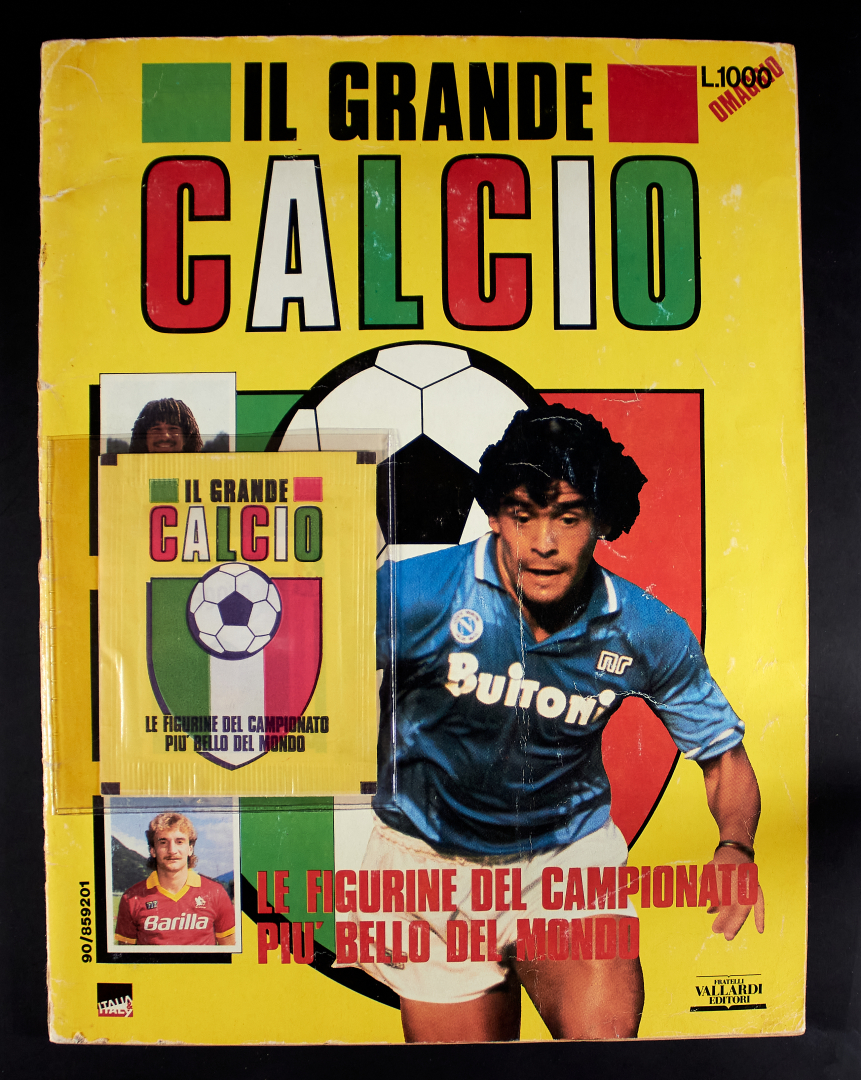 IL GRANDE
L.1000
OMAGGIO
CALCIO
IL GRANDE
CALCIO
LE FIGURINE DEL CAMPIONATO
PIU' BELLO DEL MONDO
N
NR
BUITONI
Barilla
90/859201
LE FIGURINE DEL CAMPIONATO
PIU' BELLO DEL MONDO
ITALIA
ITALY
FRATELLI
VALLARDI
EDITORI